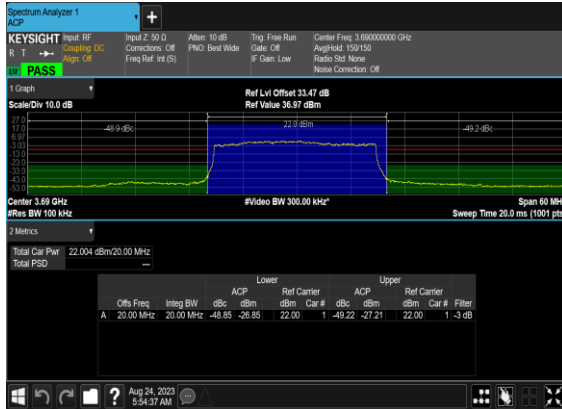 Spectrum Analyzer 1
ACP
+
KEYSIGHT
R T
LXI
PASS
Input: RF
Coupling: DC
Align: Off
Input Z: 50 Ω
Corrections: Off
Freq Ref: Int (S)
Atten: 10 dB
PNO: Best Wide
Trig: Free Run
Gate: Off
IF Gain: Low
Center Freq: 3.690000000 GHz
Avg|Hold: 150/150
Radio Std: None
Noise Correction: Off
1 Graph
Scale/Div 10.0 dB
Ref Lvl Offset 33.47 dB
Ref Value 36.97 dBm
27.0
17.0
6.97
-3.03
-13.0
-23.0
-33.0
-43.0
-53.0
-48.9 dBc
22.0 dBm
-49.2 dBc
Center 3.69 GHz
#Video BW 300.00 kHz*
Span 60 MH
#Res BW 100 kHz
Sweep Time 20.0 ms (1001 pts
2 Metrics
Total Car Pwr 22.004 dBm/20.00 MHz
Total PSD —
Lower Upper
ACP Ref Carrier ACP Ref Carrier
Offs Freq Integ BW dBc dBm dBm Car # dBc dBm dBm Car # Filter
A 20.00 MHz 20.00 MHz -48.85 -26.85 22.00 1 -49.22 -27.21 22.00 1 -3 dB
?
Aug 24, 2023
5:54:37 AM